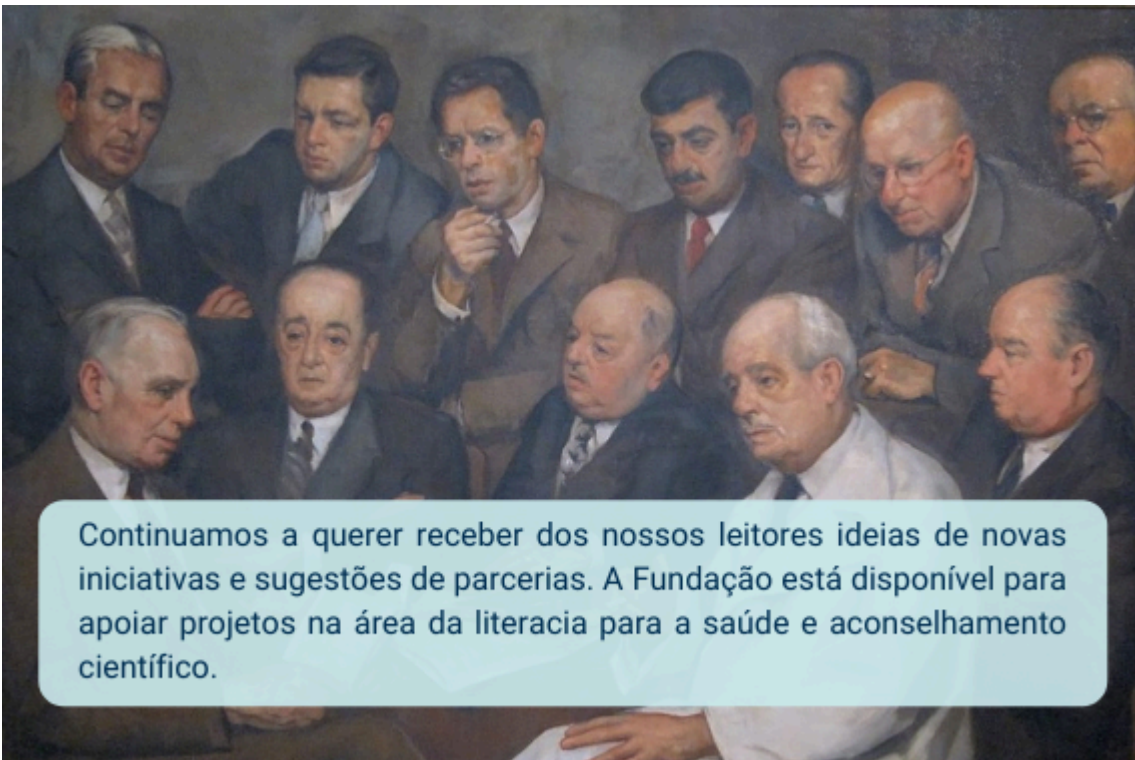 Continuamos a querer receber dos nossos leitores ideias de novas
iniciativas e sugestões de parcerias. A Fundação está disponível para
apoiar projetos na área da literacia para a saúde e aconselhamento
científico.